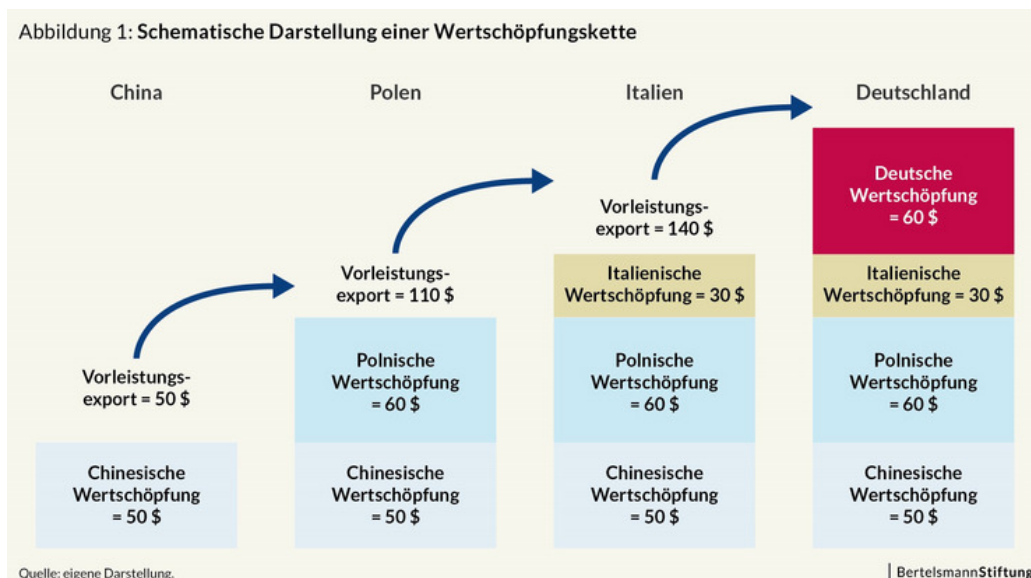 Abbildung 1: Schematische Darstellung einer Wertschöpfungskette
China
Polen
Italien
Deutschland
Vorleistungs-
export = 50 $
Chinesische
Wertschöpfung
= 50 $
Vorleistungs-
export = 110 $
Polnische
Wertschöpfung
= 60 $
Chinesische
Wertschöpfung
= 50 $
Vorleistungs-
export = 140 $
Italienische
Wertschöpfung = 30 $
Polnische
Wertschöpfung
= 60 $
Chinesische
Wertschöpfung
= 50 $
Deutsche
Wertschöpfung
= 60 $
Italienische
Wertschöpfung = 30 $
Polnische
Wertschöpfung
= 60 $
Chinesische
Wertschöpfung
= 50 $
Quelle: eigene Darstellung.
BertelsmannStiftung